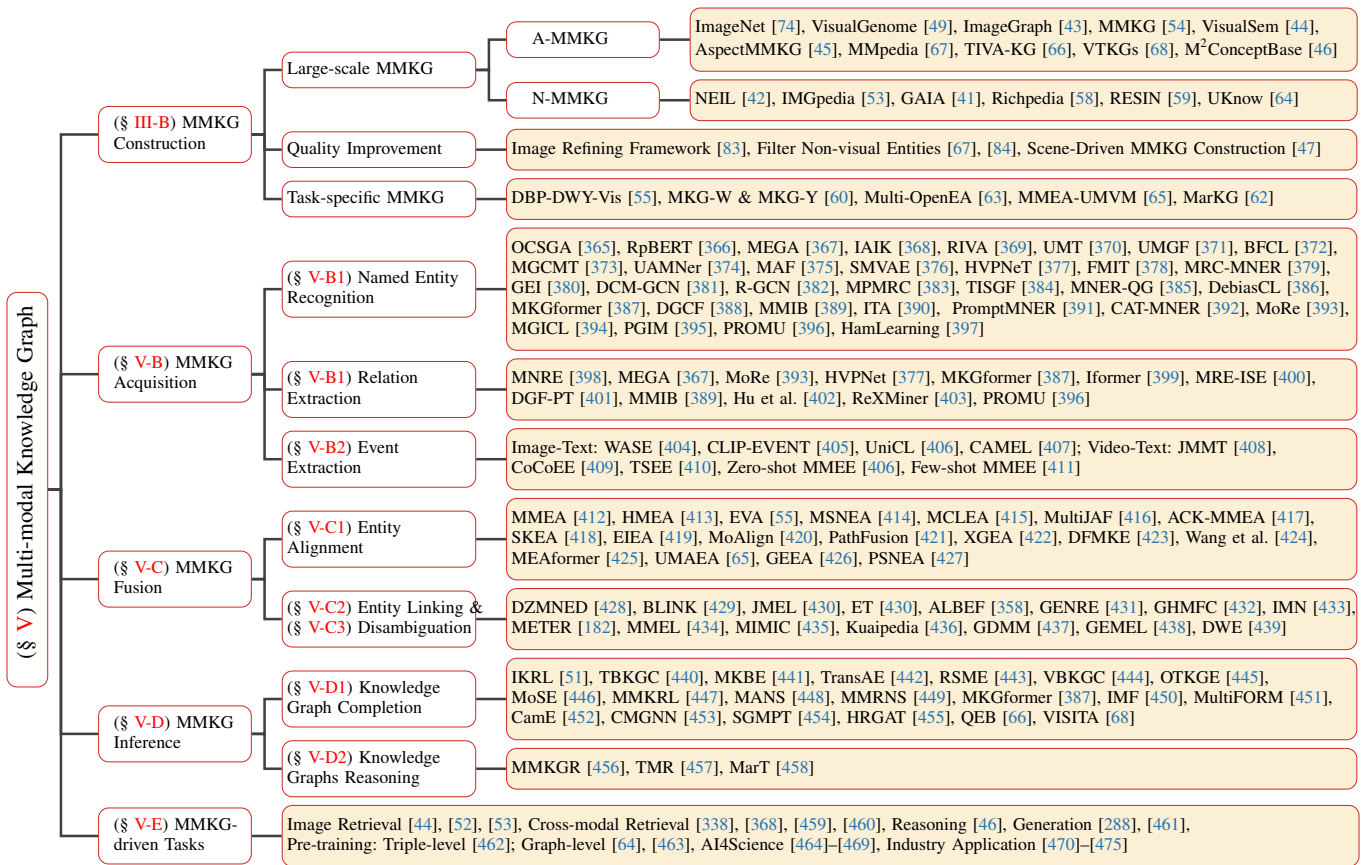 (§ V) Multi-modal Knowledge Graph
(§ III-B) MMKG
Construction
Large-scale MMKG
A-MMKG
ImageNet [74], VisualGenome [49], ImageGraph [43], MMKG [54], VisualSem [44],
AspectMMKG [45], MMpedia [67], TIVA-KG [66], VTKGs [68], M²ConceptBase [46]
N-MMKG
NEIL [42], IMGpedia [53], GAIA [41], Richpedia [58], RESIN [59], UKnow [64]
Quality Improvement
Image Refining Framework [83], Filter Non-visual Entities [67], [84], Scene-Driven MMKG Construction [47]
Task-specific MMKG
DBP-DWY-Vis [55], MKG-W & MKG-Y [60], Multi-OpenEA [63], MMEA-UMVM [65], MarKG [62]
(§ V-B) MMKG
Acquisition
(§ V-B1) Named Entity
Recognition
OCSGA [365], RpBERT [366], MEGA [367], IAIK [368], RIVA [369], UMT [370], UMGF [371], BFCL [372],
MGCMT [373], UAMNer [374], MAF [375], SMVAE [376], HVPNeT [377], FMIT [378], MRC-MNER [379],
GEI [380], DCM-GCN [381], R-GCN [382], MPMRC [383], TISGF [384], MNER-QG [385], DebiasCL [386],
MKGformer [387], DGCF [388], MMIB [389], ITA [390], PromptMNER [391], CAT-MNER [392], MoRe [393],
MGICL [394], PGIM [395], PROMU [396], HamLearning [397]
(§ V-B1) Relation
Extraction
MNRE [398], MEGA [367], MoRe [393], HVPNet [377], MKGformer [387], Iformer [399], MRE-ISE [400],
DGF-PT [401], MMIB [389], Hu et al. [402], ReXMiner [403], PROMU [396]
(§ V-B2) Event
Extraction
Image-Text: WASE [404], CLIP-EVENT [405], UniCL [406], CAMEL [407]; Video-Text: JMMT [408],
CoCoEE [409], TSEE [410], Zero-shot MMEE [406], Few-shot MMEE [411]
(§ V-C) MMKG
Fusion
(§ V-C1) Entity
Alignment
MMEA [412], HMEA [413], EVA [55], MSNEA [414], MCLEA [415], MultiJAF [416], ACK-MMEA [417],
SKEA [418], EIEA [419], MoAlign [420], PathFusion [421], XGEA [422], DFMKE [423], Wang et al. [424],
MEAformer [425], UMAEA [65], GEEA [426], PSNEA [427]
(§ V-C2) Entity Linking &
(§ V-C3) Disambiguation
DZMNED [428], BLINK [429], JMEL [430], ET [430], ALBEF [358], GENRE [431], GHMFC [432], IMN [433],
METER [182], MMEL [434], MIMIC [435], Kuaipedia [436], GDMM [437], GEMEL [438], DWE [439]
(§ V-D) MMKG
Inference
(§ V-D1) Knowledge
Graph Completion
IKRL [51], TBKGC [440], MKBE [441], TransAE [442], RSME [443], VBKGC [444], OTKGE [445],
MoSE [446], MMKRL [447], MANS [448], MMRNS [449], MKGformer [387], IMF [450], MultiFORM [451],
CamE [452], CMGNN [453], SGMPT [454], HRGAT [455], QEB [66], VISITA [68]
(§ V-D2) Knowledge
Graphs Reasoning
MMKGR [456], TMR [457], MarT [458]
(§ V-E) MMKG-
driven Tasks
Image Retrieval [44], [52], [53], Cross-modal Retrieval [338], [368], [459], [460], Reasoning [46], Generation [288], [461],
Pre-training: Triple-level [462]; Graph-level [64], [463], AI4Science [464]–[469], Industry Application [470]–[475]